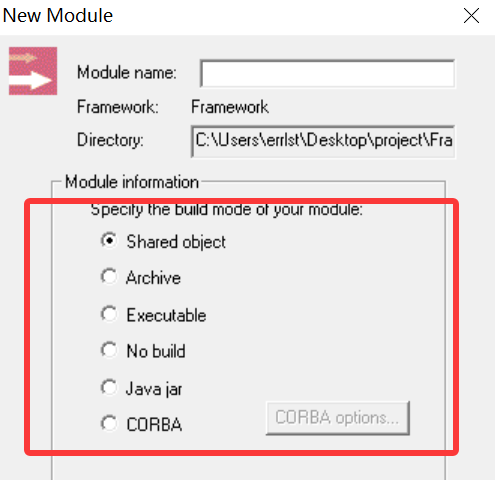 New Module
Module name:
Framework: Framework
Directory: C:\Users\errlst\Desktop\project\Fra
Module information
Specify the build mode of your module:
Shared object
Archive
Executable
No build
Java jar
CORBA CORBA options...